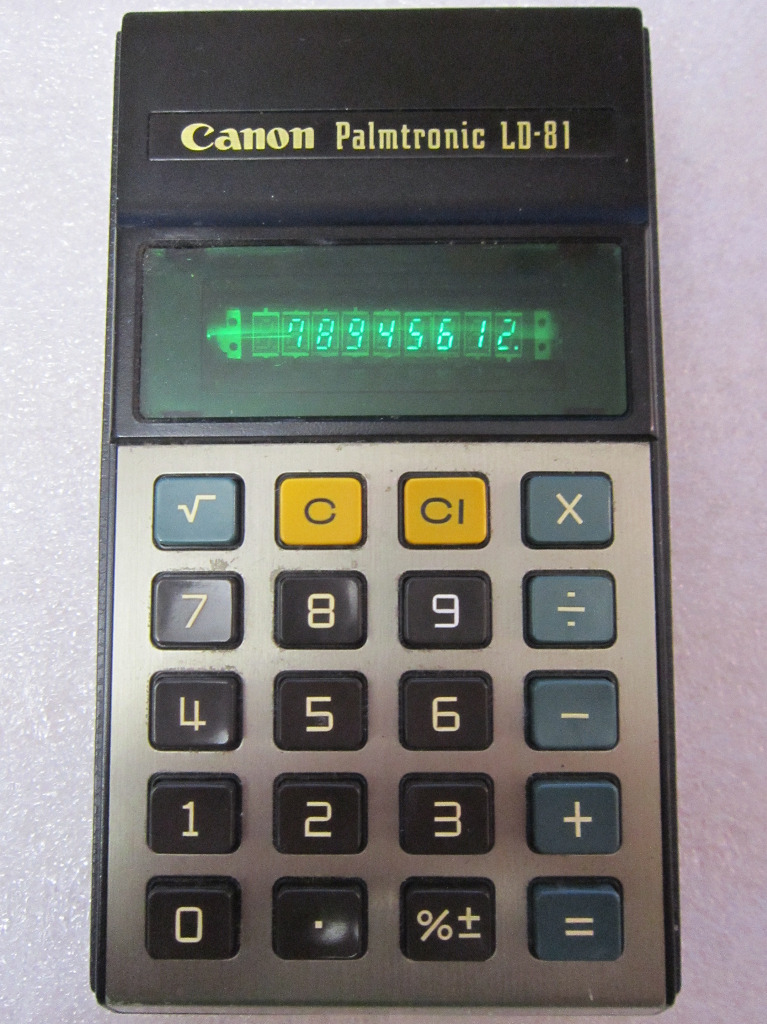 Canon Palmtronic LD-81
78945612.
√ C CI X
7 8 9 ÷
4 5 6 −
1 2 3 +
0 . %± =